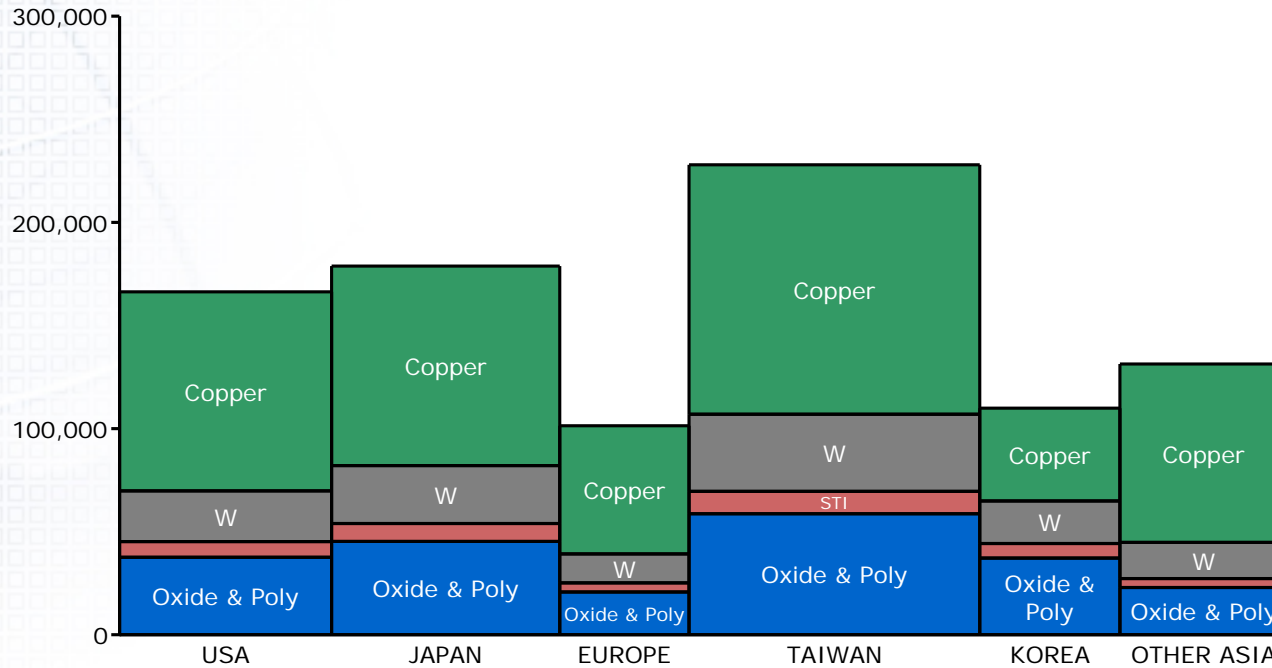 300,000
200,000
100,000
0
Copper
W
Oxide & Poly
USA
Copper
W
Oxide & Poly
JAPAN
Copper
W
Oxide & Poly
EUROPE
Copper
W
STI
Oxide & Poly
TAIWAN
Copper
W
Oxide &
Poly
KOREA
Copper
W
Oxide & Poly
OTHER ASIA